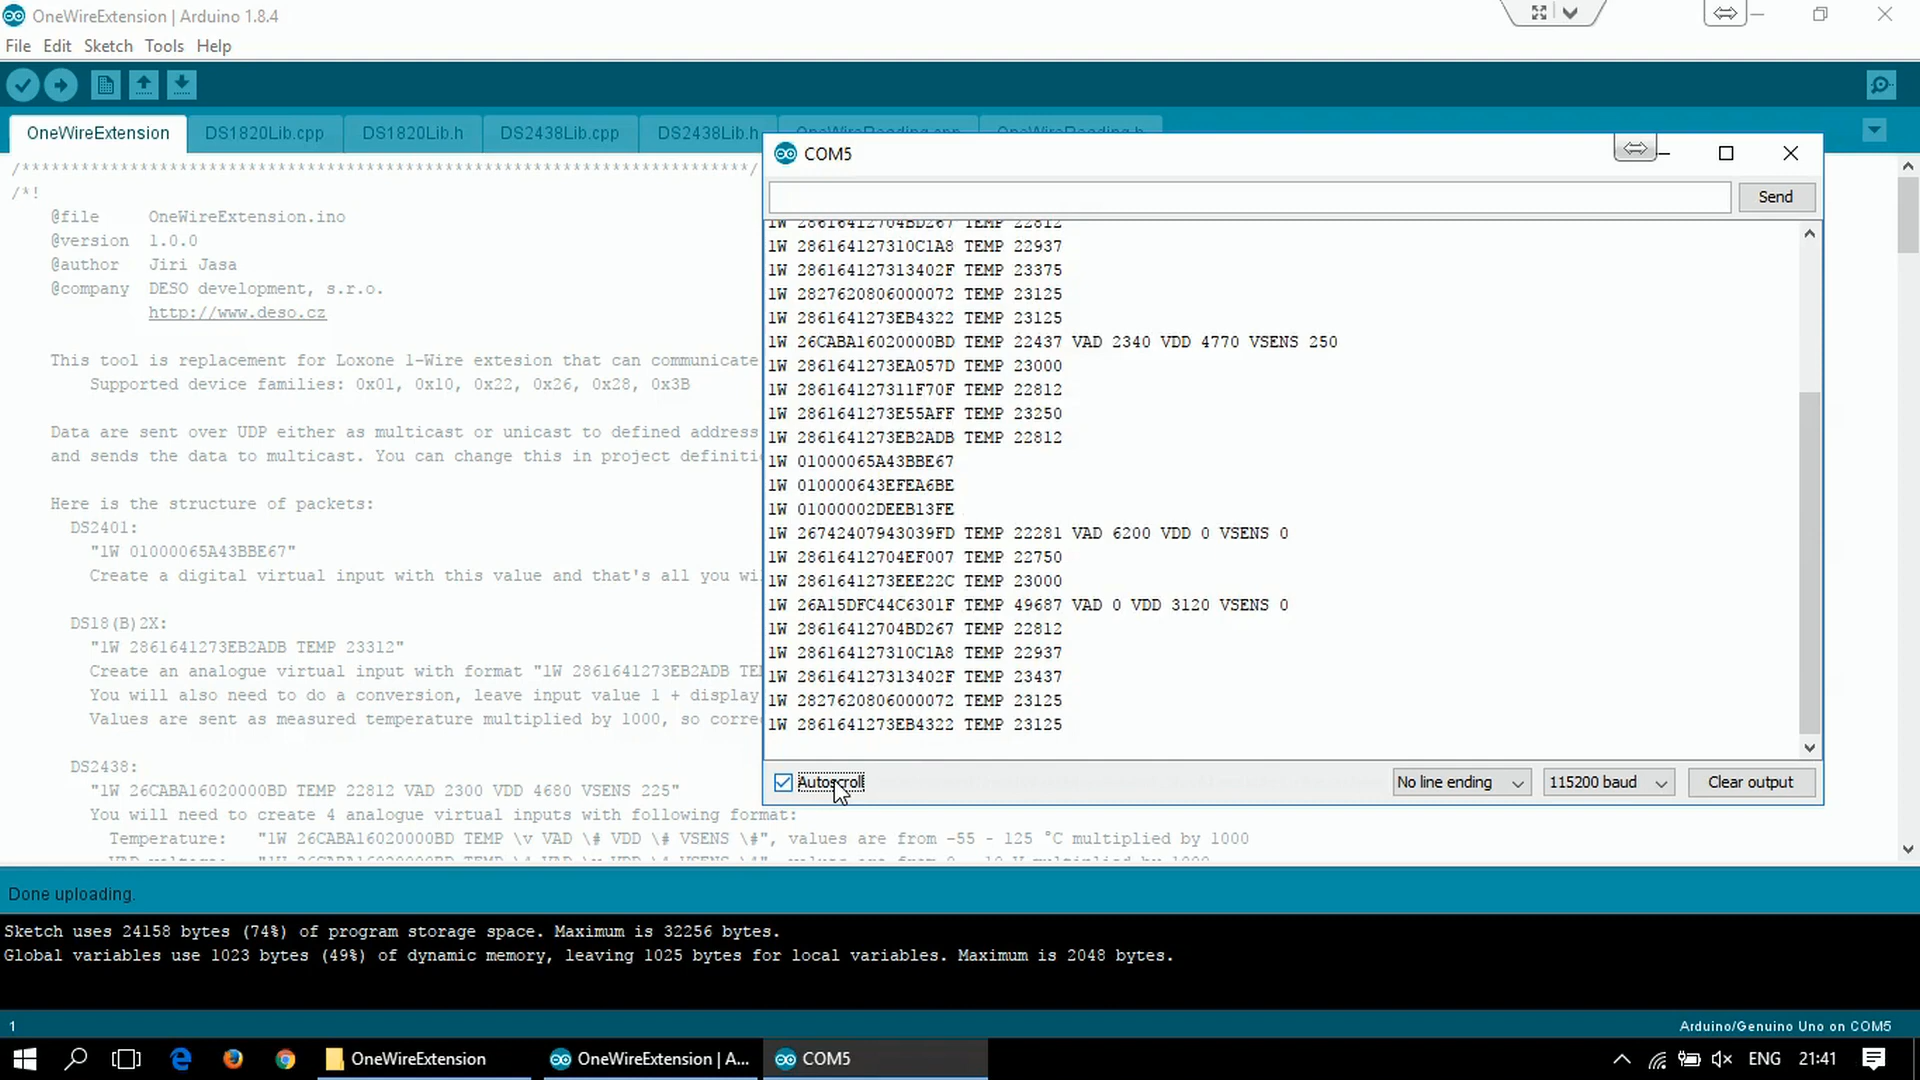 OneWireExtension | Arduino 1.8.4
File Edit Sketch Tools Help
OneWireExtension DS1820Lib.cpp DS1820Lib.h DS2438Lib.cpp DS2438Lib.h OneWireReading.cpp OneWireReading.h
/***************************************************************************/
/*!
@file OneWireExtension.ino
@version 1.0.0
@author Jiri Jasa
@company DESO development, s.r.o.
http://www.deso.cz
This tool is replacement for Loxone 1-Wire extesion that can communicate
Supported device families: 0x01, 0x10, 0x22, 0x26, 0x28, 0x3B
Data are sent over UDP either as multicast or unicast to defined address
and sends the data to multicast. You can change this in project definiti
Here is the structure of packets:
DS2401:
"1W 01000065A43BBE67"
Create a digital virtual input with this value and that's all you wi
DS18(B)2X:
"1W 2861641273EB2ADB TEMP 23312"
Create an analogue virtual input with format "1W 2861641273EB2ADB TE
You will also need to do a conversion, leave input value 1 + display
Values are sent as measured temperature multiplied by 1000, so corre
DS2438:
"1W 26CABA16020000BD TEMP 22812 VAD 2300 VDD 4680 VSENS 225"
You will need to create 4 analogue virtual inputs with following format:
Temperature: "1W 26CABA16020000BD TEMP \v VAD \# VDD \# VSENS \#", values are from -55 - 125 °C multiplied by 1000
COM5
Send
1W 28616412704BD267 TEMP 22812
1W 286164127310C1A8 TEMP 22937
1W 286164127313402F TEMP 23375
1W 2827620806000072 TEMP 23125
1W 2861641273EB4322 TEMP 23125
1W 26CABA16020000BD TEMP 22437 VAD 2340 VDD 4770 VSENS 250
1W 2861641273EA057D TEMP 23000
1W 286164127311F70F TEMP 22812
1W 2861641273E55AFF TEMP 23250
1W 2861641273EB2ADB TEMP 22812
1W 01000065A43BBE67
1W 010000643EFEA6BE
1W 01000002DEEB13FE
1W 26742407943039FD TEMP 22281 VAD 6200 VDD 0 VSENS 0
1W 28616412704EF007 TEMP 22750
1W 2861641273EEE22C TEMP 23000
1W 26A15DFC44C6301F TEMP 49687 VAD 0 VDD 3120 VSENS 0
1W 28616412704BD267 TEMP 22812
1W 286164127310C1A8 TEMP 22937
1W 286164127313402F TEMP 23437
1W 2827620806000072 TEMP 23125
1W 2861641273EB4322 TEMP 23125
Autoscroll No line ending 115200 baud Clear output
Done uploading.
Sketch uses 24158 bytes (74%) of program storage space. Maximum is 32256 bytes.
Global variables use 1023 bytes (49%) of dynamic memory, leaving 1025 bytes for local variables. Maximum is 2048 bytes.
1 Arduino/Genuino Uno on COM5
OneWireExtension OneWireExtension | A... COM5 ENG 21:41